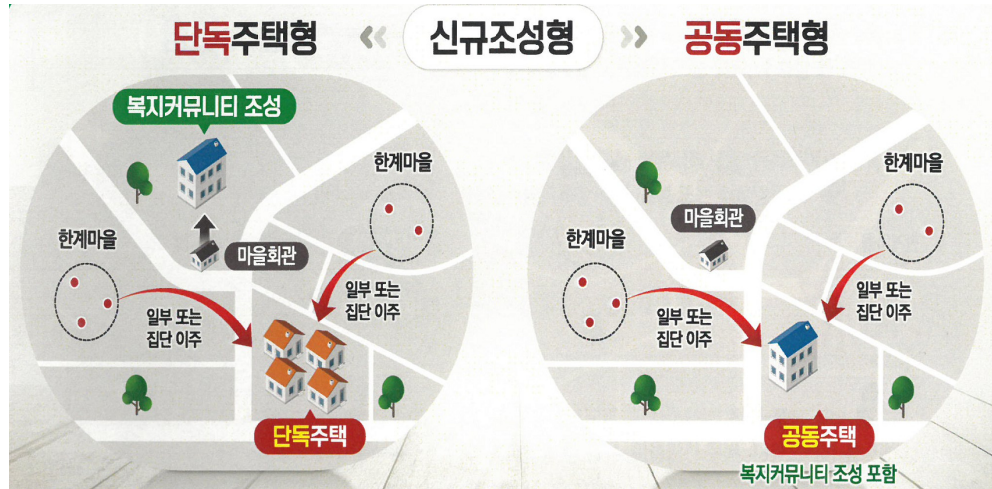 단독주택형
신규조성형
공동주택형
복지커뮤니티 조성
한계마을
마을회관
한계마을
일부 또는
집단 이주
일부 또는
집단 이주
단독주택
한계마을
마을회관
한계마을
일부 또는
집단 이주
일부 또는
집단 이주
공동주택
복지커뮤니티 조성 포함